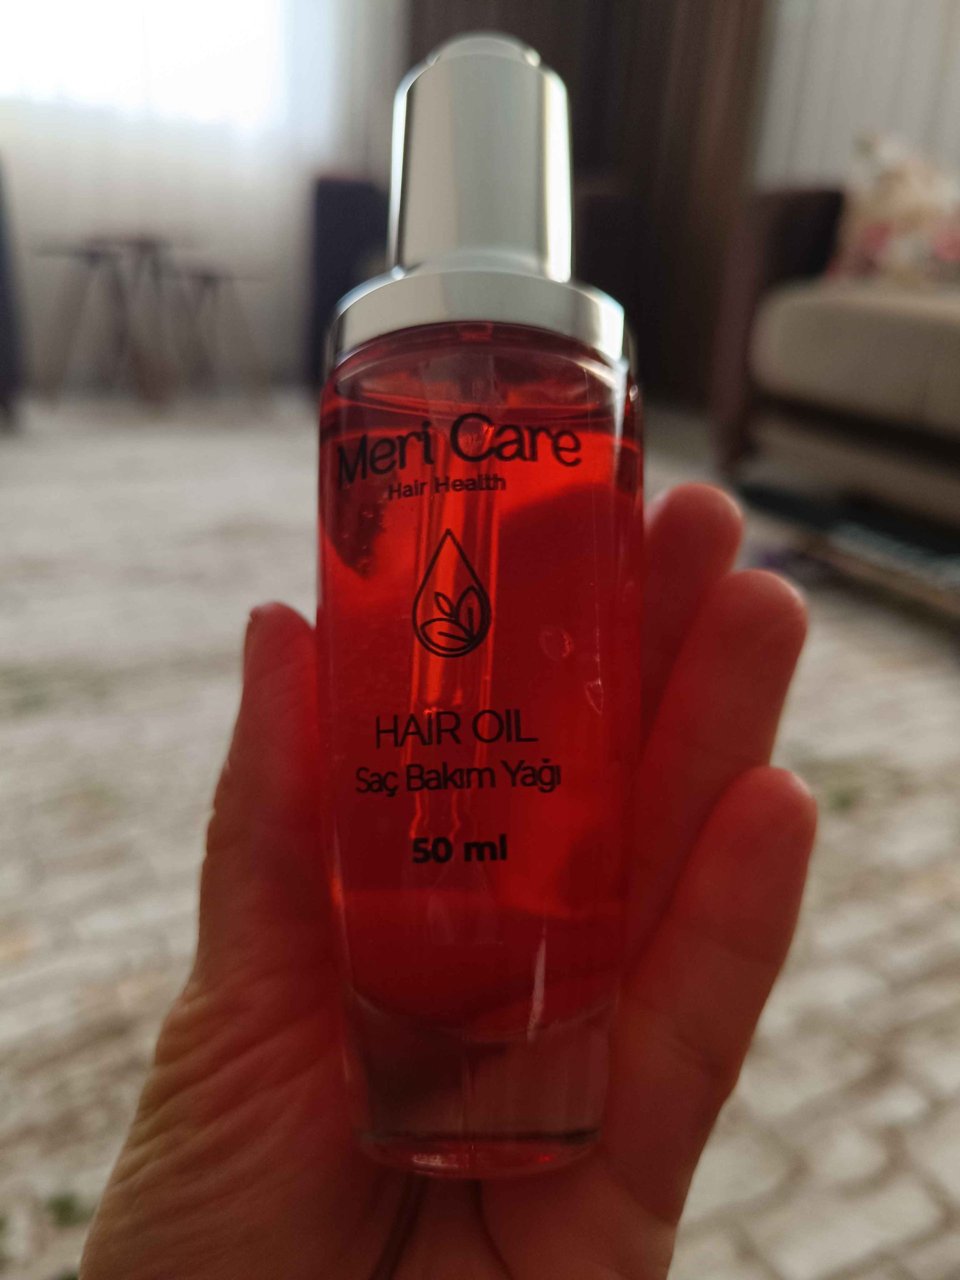 Meri Care
Hair Health
HAIR OIL
Saç Bakım Yağı
50 ml